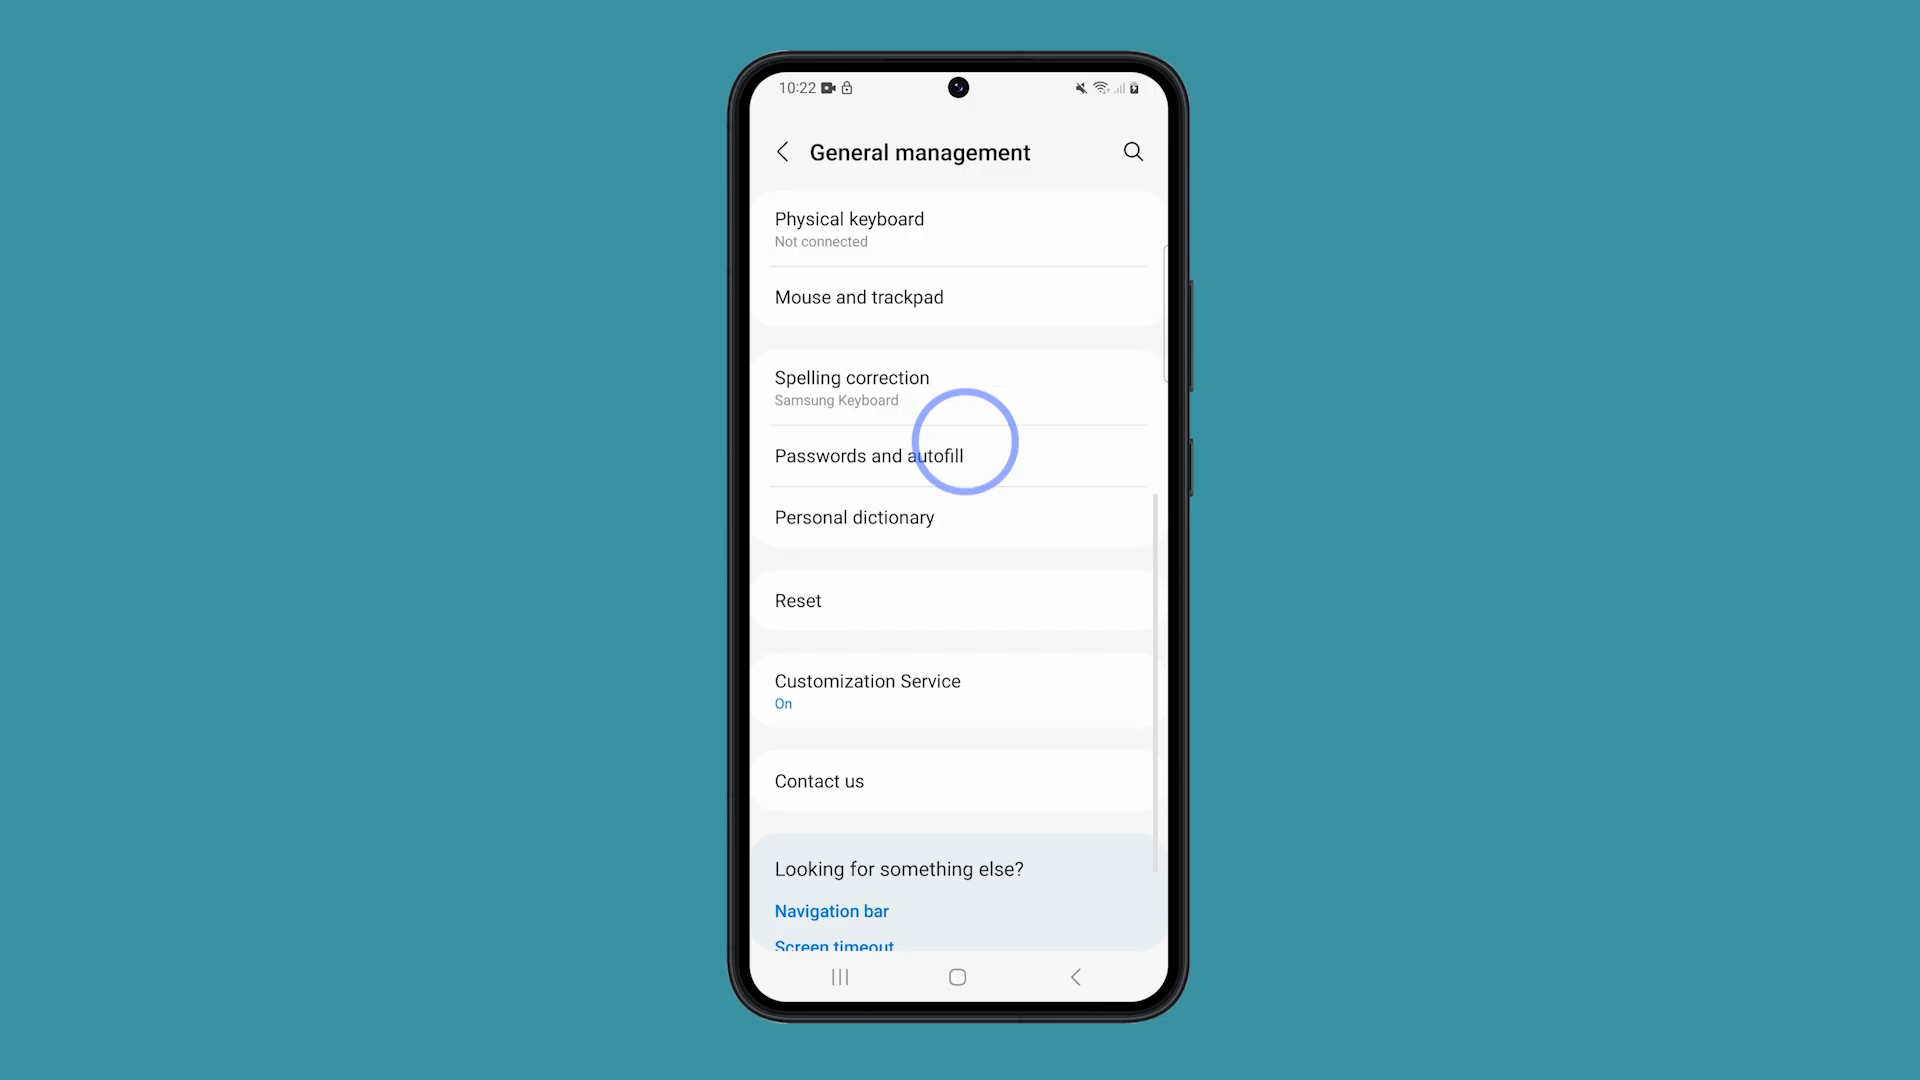 10:22
General management
Physical keyboard
Not connected
Mouse and trackpad
Spelling correction
Samsung Keyboard
Passwords and autofill
Personal dictionary
Reset
Customization Service
On
Contact us
Looking for something else?
Navigation bar
Screen timeout